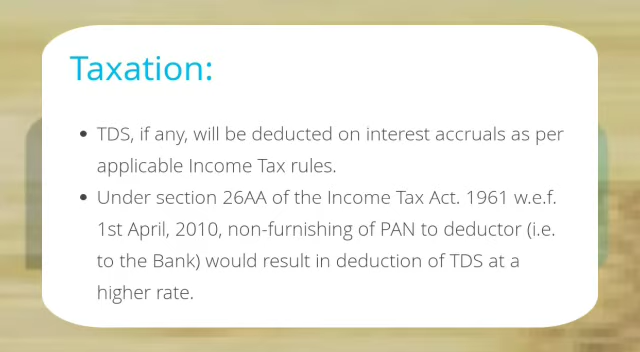 Taxation:
• TDS, if any, will be deducted on interest accruals as per
applicable Income Tax rules.
• Under section 26AA of the Income Tax Act. 1961 w.e.f.
1st April, 2010, non-furnishing of PAN to deductor (i.e.
to the Bank) would result in deduction of TDS at a
higher rate.